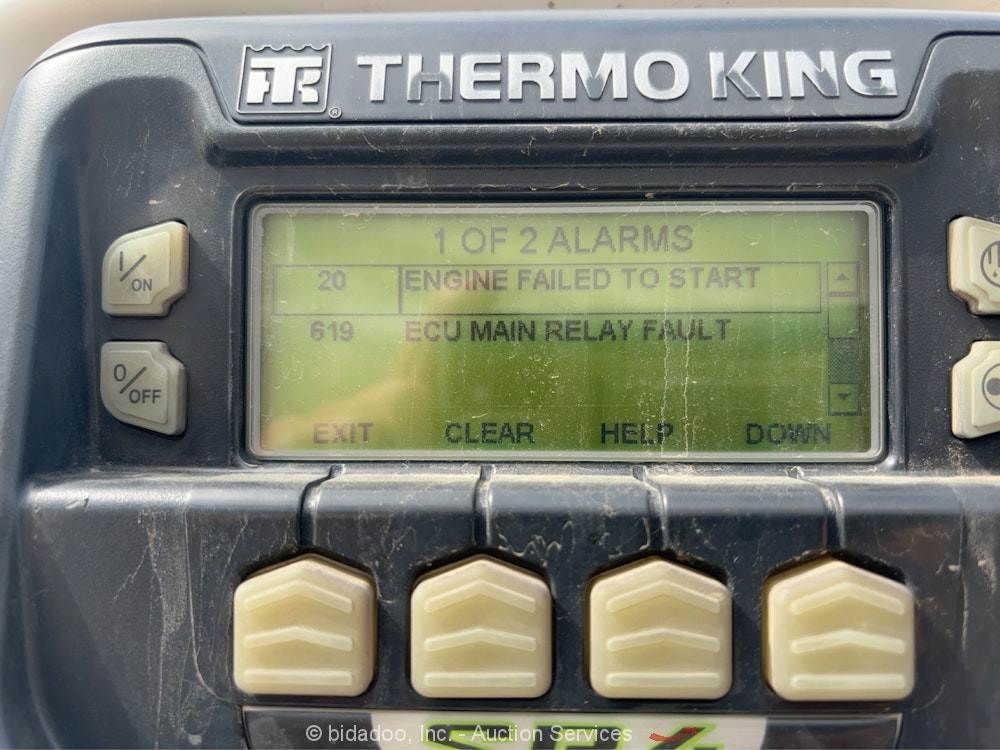 THERMO KING
®
I/ON
1 OF 2 ALARMS
20 ENGINE FAILED TO START
619 ECU MAIN RELAY FAULT
O/OFF
EXIT CLEAR HELP DOWN
© bidadoo, Inc. - Auction Services